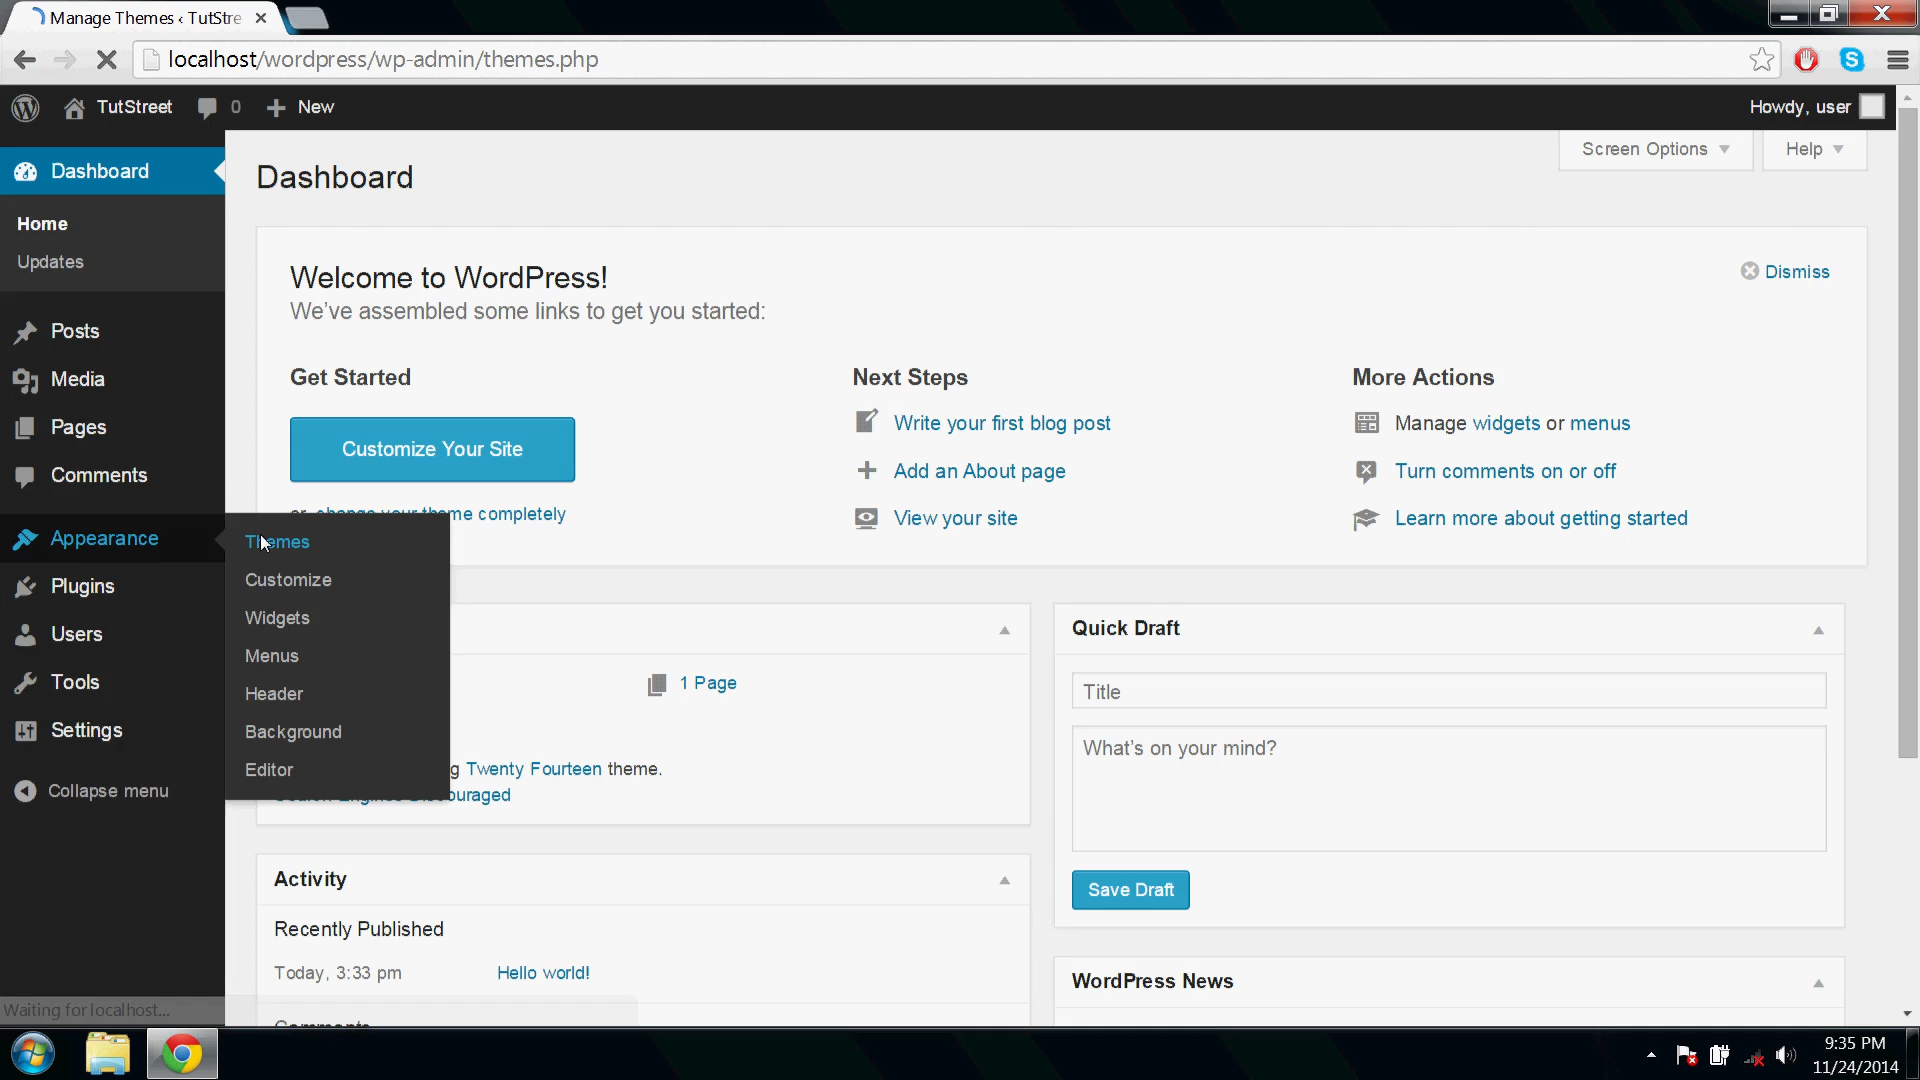 Manage Themes ‹ TutStre
localhost/wordpress/wp-admin/themes.php
TutStreet 0 New
Howdy, user
Dashboard
Home
Updates
Posts
Media
Pages
Comments
Appearance
Plugins
Users
Tools
Settings
Collapse menu
Themes
Customize
Widgets
Menus
Header
Background
Editor
Dashboard
Screen Options
Help
Welcome to WordPress!
We've assembled some links to get you started:
Dismiss
Get Started
Customize Your Site
or change your theme completely
Next Steps
Write your first blog post
Add an About page
View your site
More Actions
Manage widgets or menus
Turn comments on or off
Learn more about getting started
1 Page
g Twenty Fourteen theme.
Search Engines Discouraged
Activity
Recently Published
Today, 3:33 pm Hello world!
Comments
Quick Draft
Title
What's on your mind?
Save Draft
WordPress News
Waiting for localhost...
9:35 PM
11/24/2014